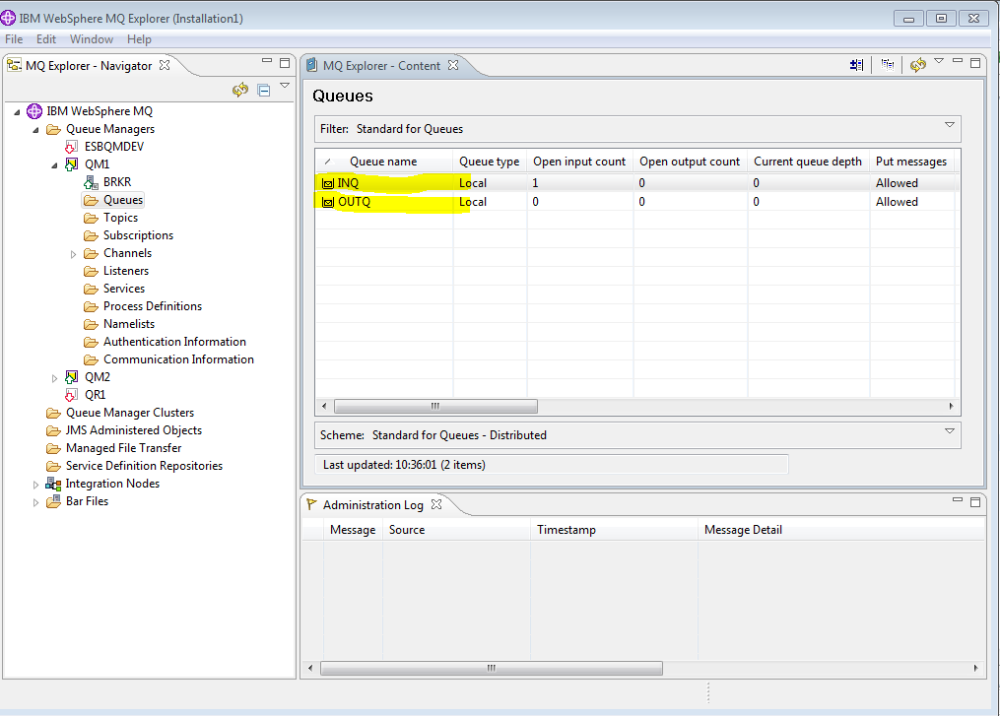 IBM WebSphere MQ Explorer (Installation1)
File Edit Window Help
MQ Explorer - Navigator
IBM WebSphere MQ
Queue Managers
ESBQMDEV
QM1
BRKR
Queues
Topics
Subscriptions
Channels
Listeners
Services
Process Definitions
Namelists
Authentication Information
Communication Information
QM2
QR1
Queue Manager Clusters
JMS Administered Objects
Managed File Transfer
Service Definition Repositories
Integration Nodes
Bar Files
MQ Explorer - Content
Queues
Filter: Standard for Queues
Queue name Queue type Open input count Open output count Current queue depth Put messages
INQ Local 1 0 0 Allowed
OUTQ Local 0 0 0 Allowed
Scheme: Standard for Queues - Distributed
Last updated: 10:36:01 (2 items)
Administration Log
Message Source Timestamp Message Detail